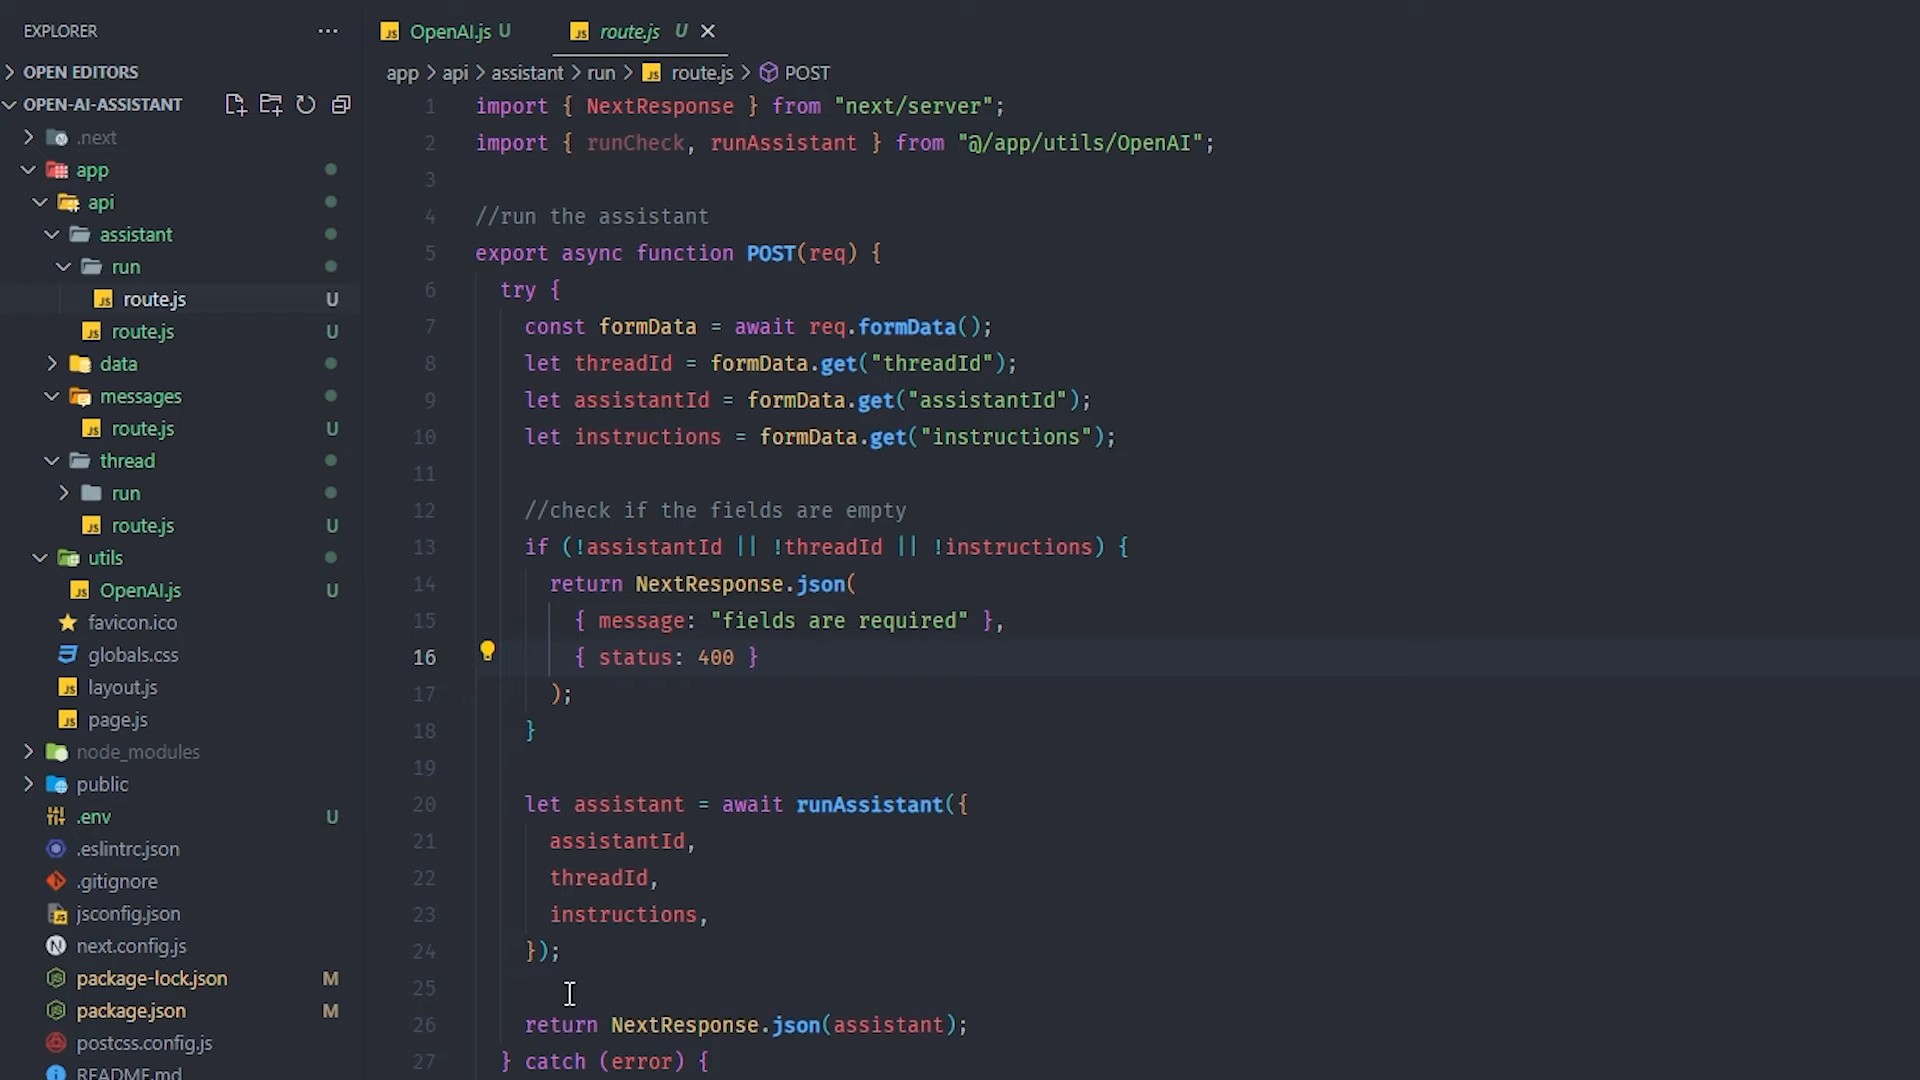 EXPLORER
OPEN EDITORS
OPEN-AI-ASSISTANT
.next
app
api
assistant
run
route.js U
route.js U
data
messages
route.js U
thread
run
route.js U
utils
OpenAI.js U
favicon.ico
globals.css
layout.js
page.js
node_modules
public
.env U
.eslintrc.json
.gitignore
jsconfig.json
next.config.js
package-lock.json M
package.json M
postcss.config.js
README.md
JS OpenAI.js U JS route.js U
app > api > assistant > run > JS route.js > POST
1 import { NextResponse } from "next/server";
2 import { runCheck, runAssistant } from "@/app/utils/OpenAI";
3
4 //run the assistant
5 export async function POST(req) {
6 try {
7 const formData = await req.formData();
8 let threadId = formData.get("threadId");
9 let assistantId = formData.get("assistantId");
10 let instructions = formData.get("instructions");
11
12 //check if the fields are empty
13 if (!assistantId || !threadId || !instructions) {
14 return NextResponse.json(
15 { message: "fields are required" },
16 { status: 400 }
17 );
18 }
19
20 let assistant = await runAssistant({
21 assistantId,
22 threadId,
23 instructions,
24 });
25
26 return NextResponse.json(assistant);
27 } catch (error) {